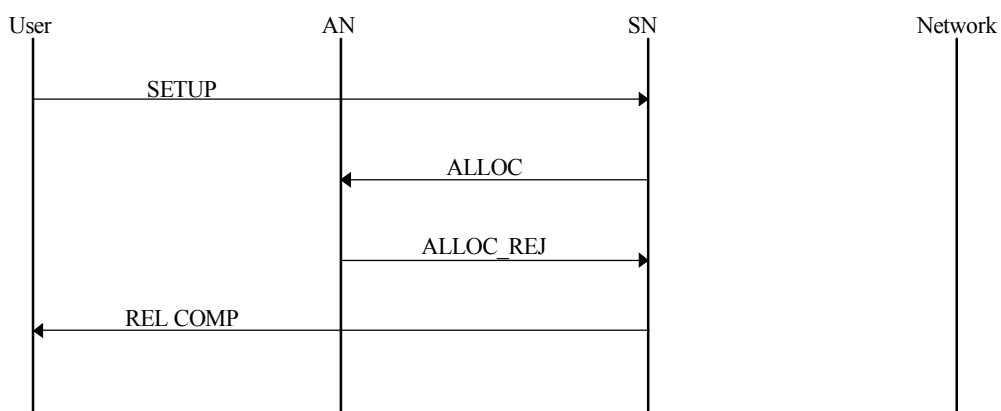 User AN SN Network
SETUP
ALLOC
ALLOC_REJ
REL COMP